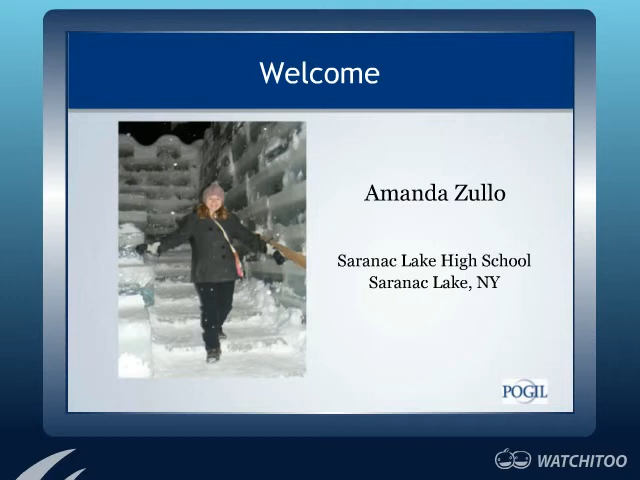 Welcome
Amanda Zullo
Saranac Lake High School
Saranac Lake, NY
POGIL
WATCHITOO